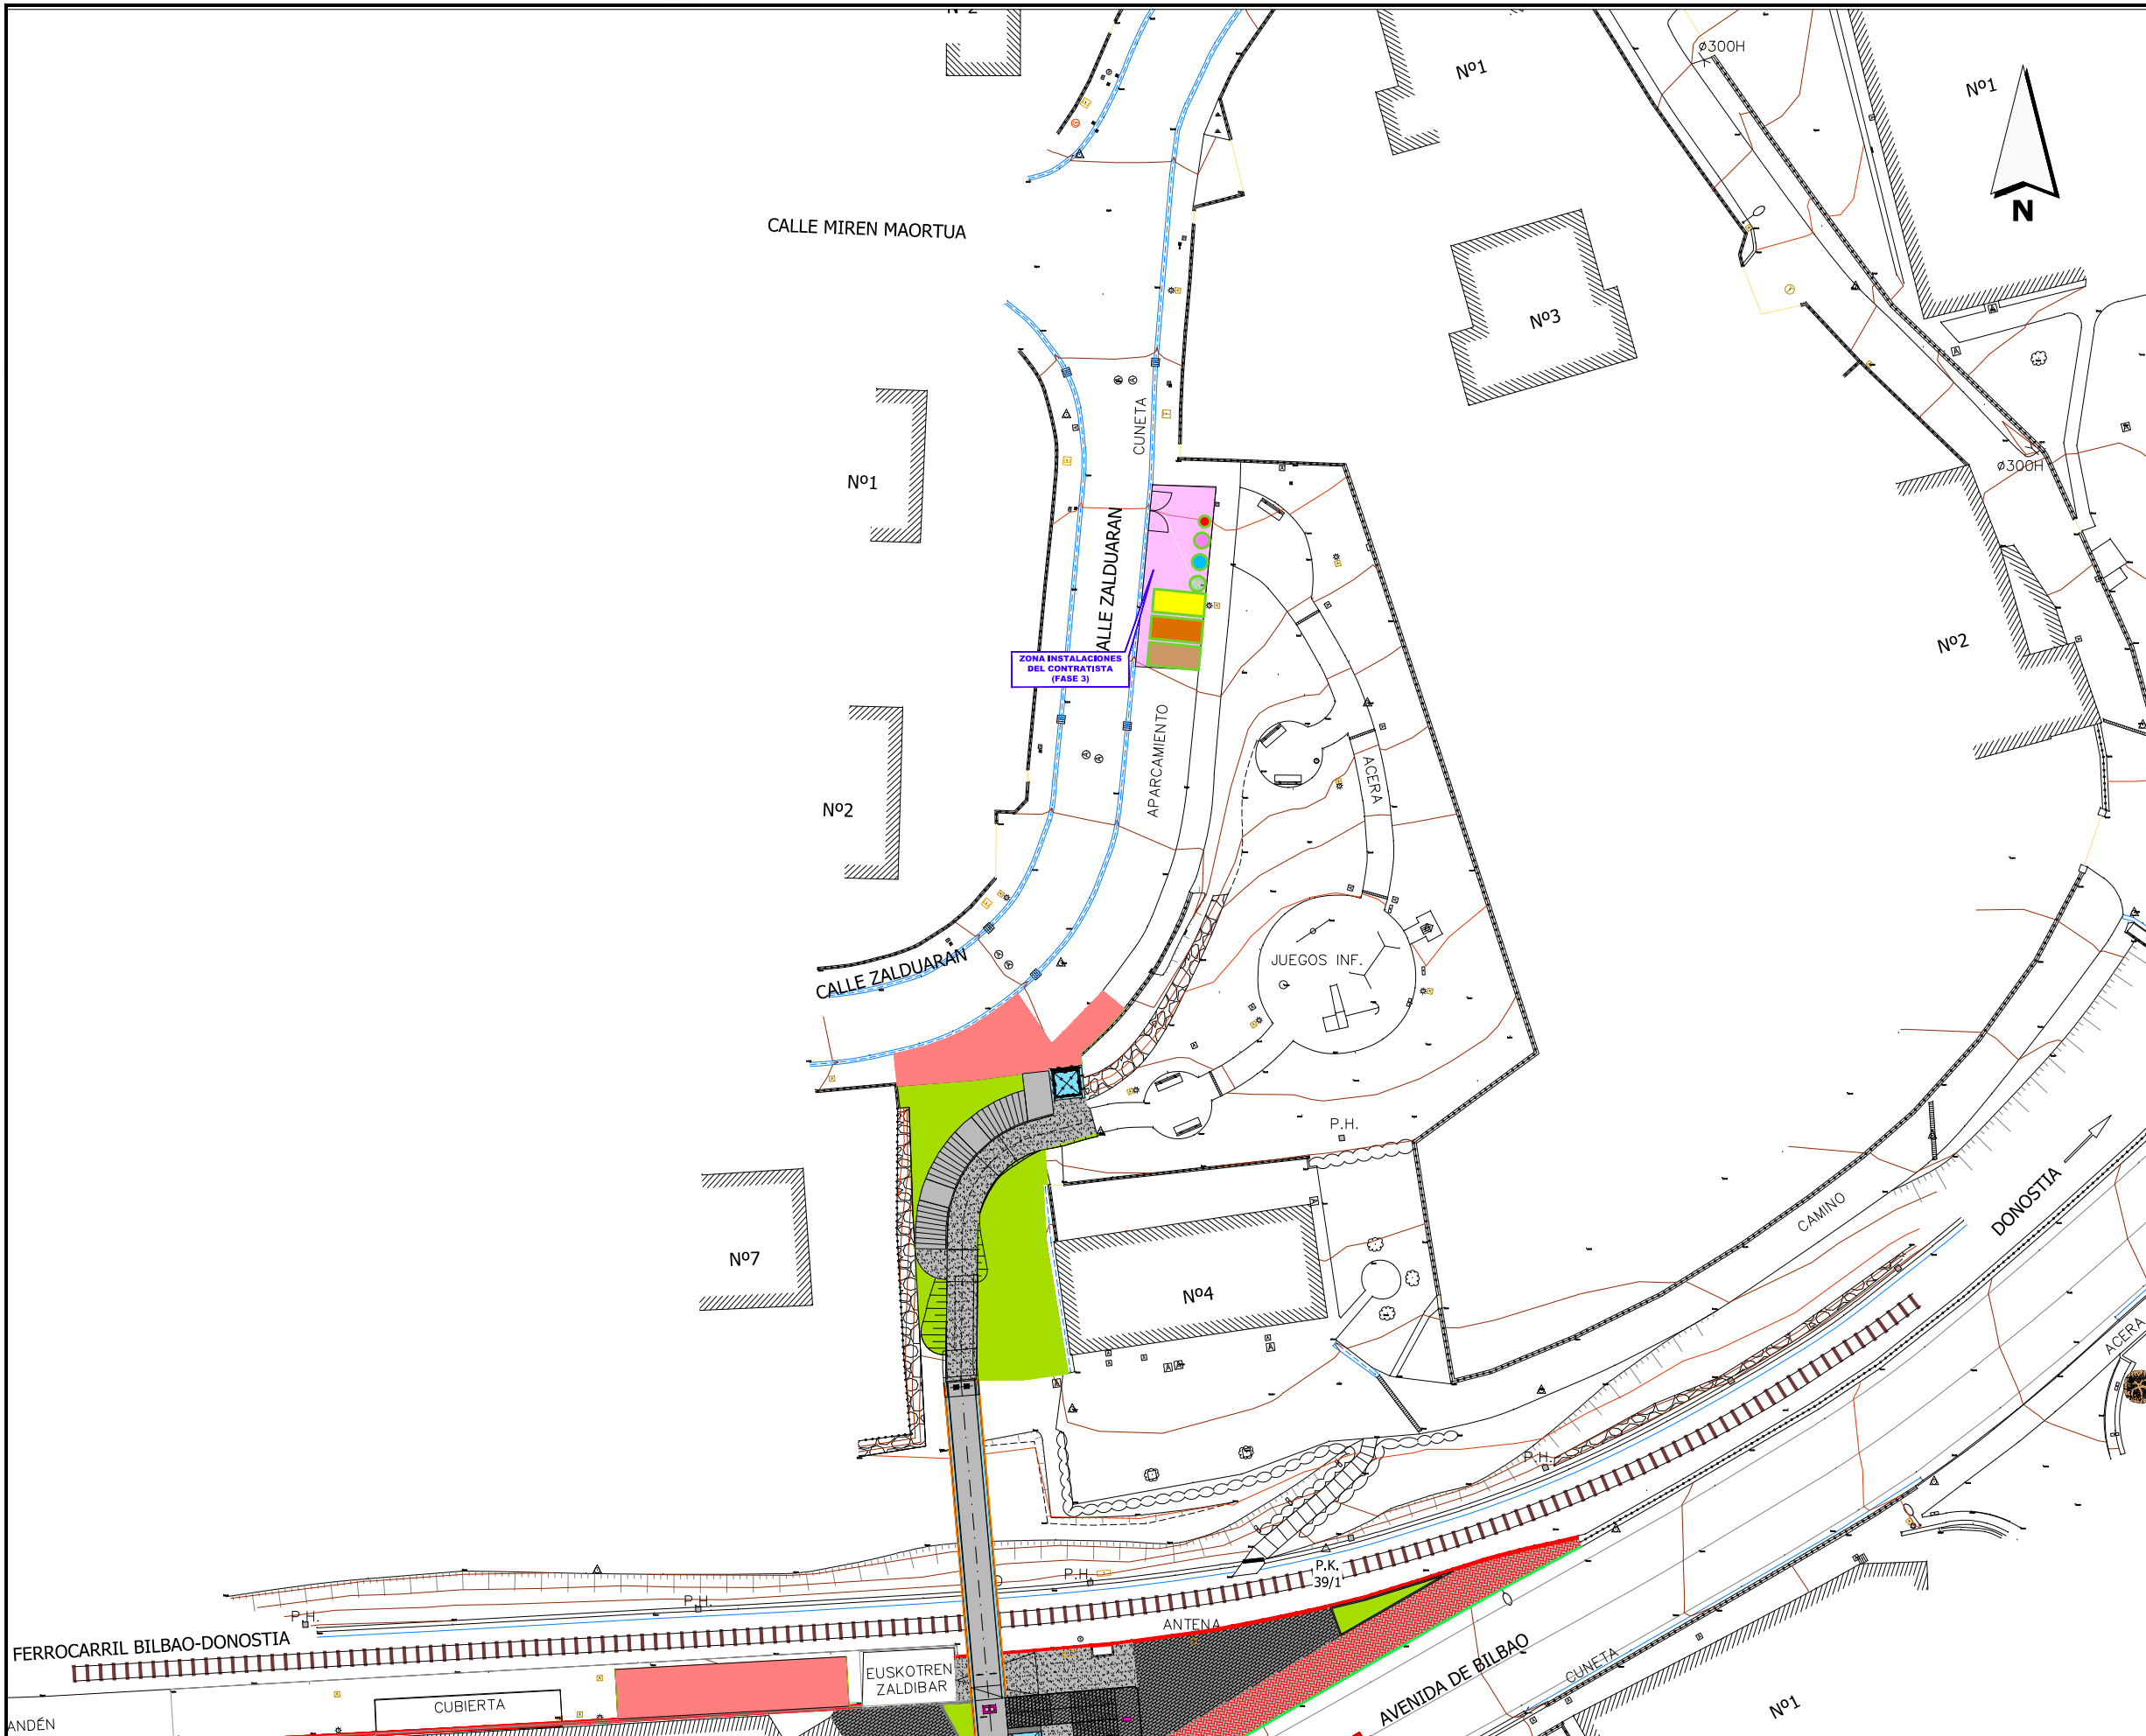 Nº1
Ø300H
Nº1
N
CALLE MIREN MAORTUA
Nº3
CUNETA
Ø300H
Nº1
ALLE ZALDUARAN
Nº2
ZONA INSTALACIONES
DEL CONTRATISTA
(FASE 3)
APARCAMIENTO
ACERA
Nº2
CALLE ZALDUARAN
JUEGOS INF.
P.H.
CAMINO
DONOSTIA
Nº7
Nº4
ACERA
P.H.
P.K.
39/1
P.H.
P.H.
ANTENA
FERROCARRIL BILBAO-DONOSTIA
EUSKOTREN
ZALDIBAR
AVENIDA DE BILBAO
CUNETA
CUBIERTA
Nº1
ANDÉN